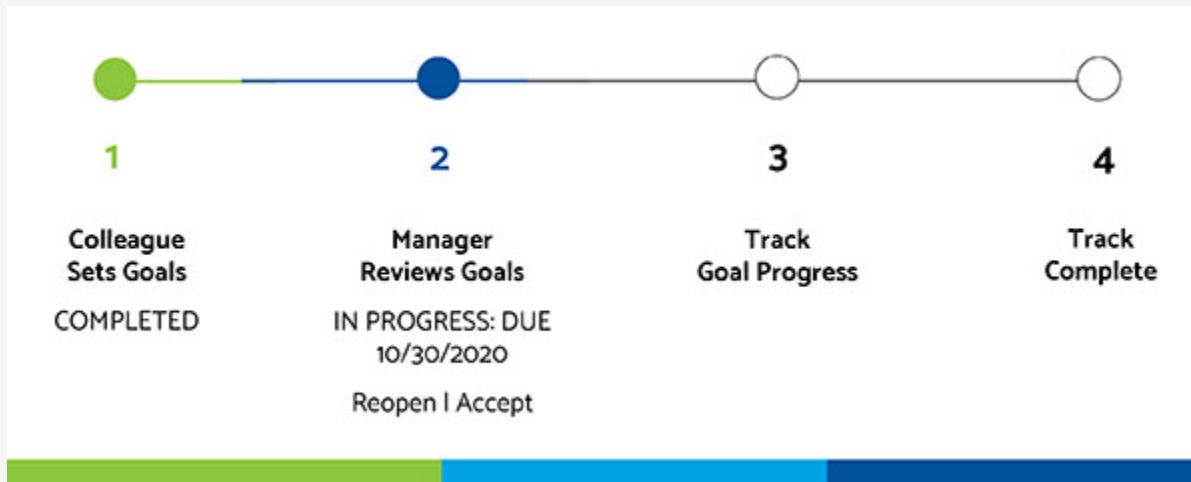 1
2
3
4
Colleague
Sets Goals
COMPLETED
Manager
Reviews Goals
IN PROGRESS: DUE
10/30/2020
Reopen | Accept
Track
Goal Progress
Track
Complete